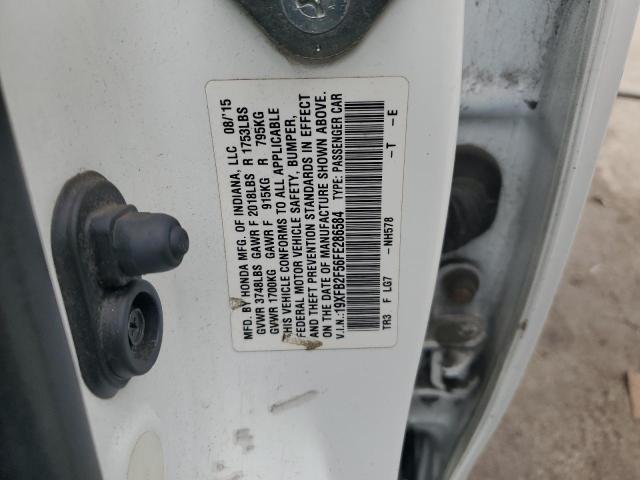 MFD. BY HONDA MFG. OF INDIANA, LLC 08/'15
GVWR 3748LBS GAWR F 2018LBS R 1753LBS
GVWR 1700KG GAWR F 915KG R 795KG
THIS VEHICLE CONFORMS TO ALL APPLICABLE
FEDERAL MOTOR VEHICLE SAFETY, BUMPER,
AND THEFT PREVENTION STANDARDS IN EFFECT
ON THE DATE OF MANUFACTURE SHOWN ABOVE.
V.I.N.:19XFB2F56FE286584 TYPE: PASSENGER CAR
TR3 F LG7 -NH578 -T -E